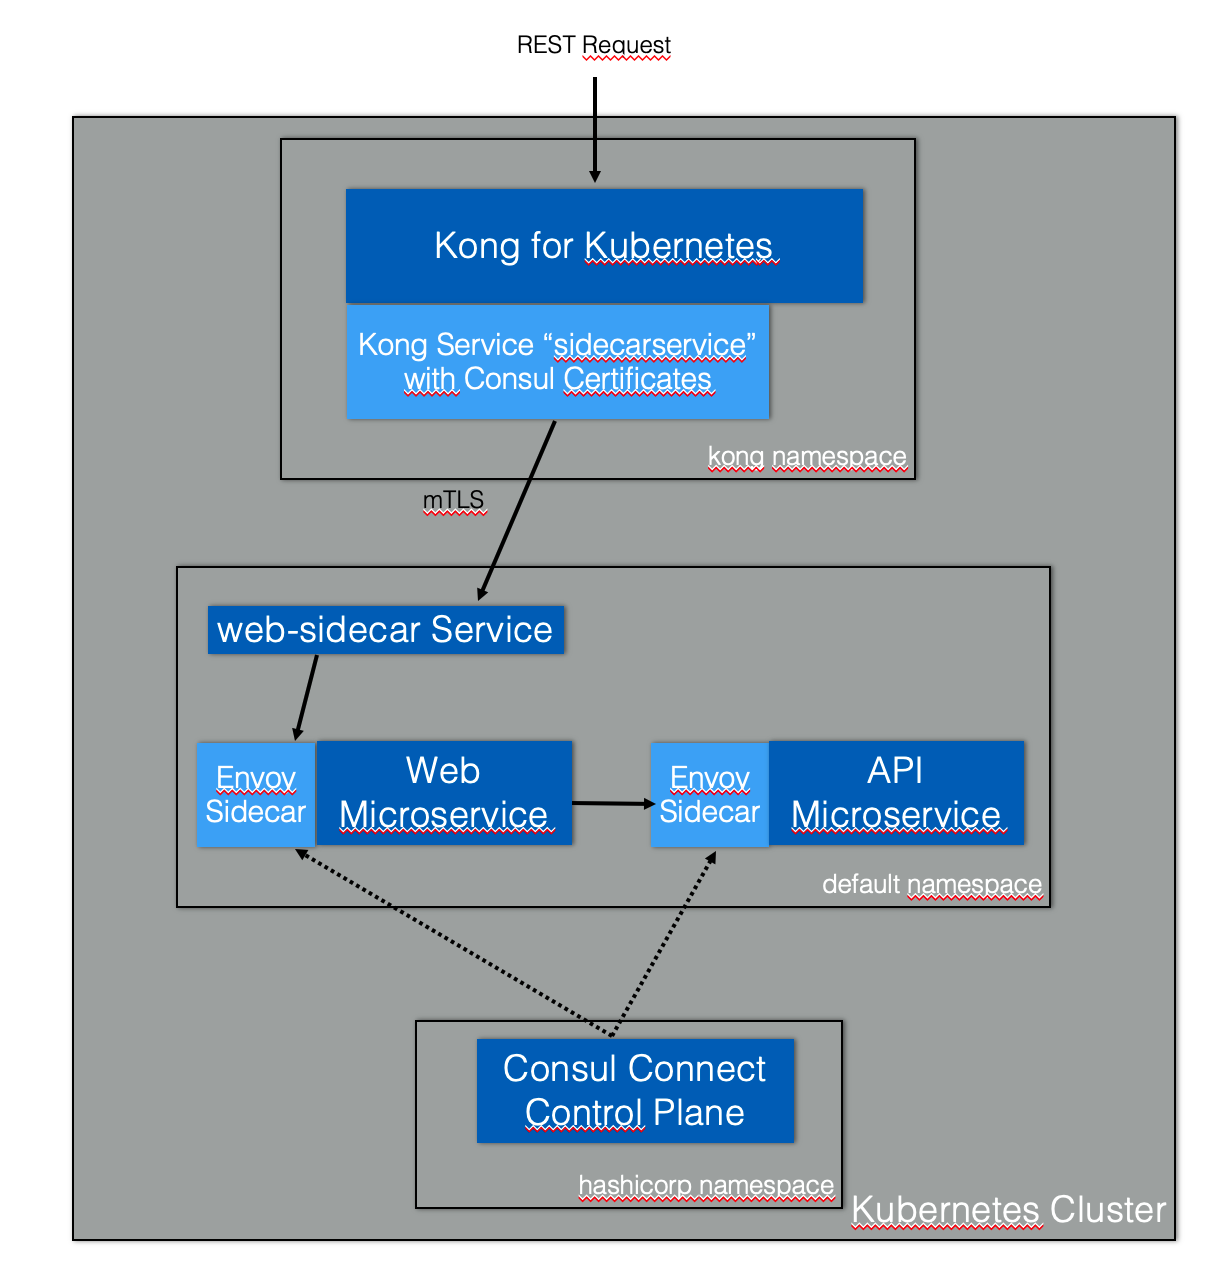 REST Request
Kong for Kubernetes
Kong Service “sidecarservice”
with Consul Certificates
kong namespace
mTLS
web-sidecar Service
Envoy
Sidecar
Web
Microservice
Envoy
Sidecar
API
Microservice
default namespace
Consul Connect
Control Plane
hashicorp namespace
Kubernetes Cluster